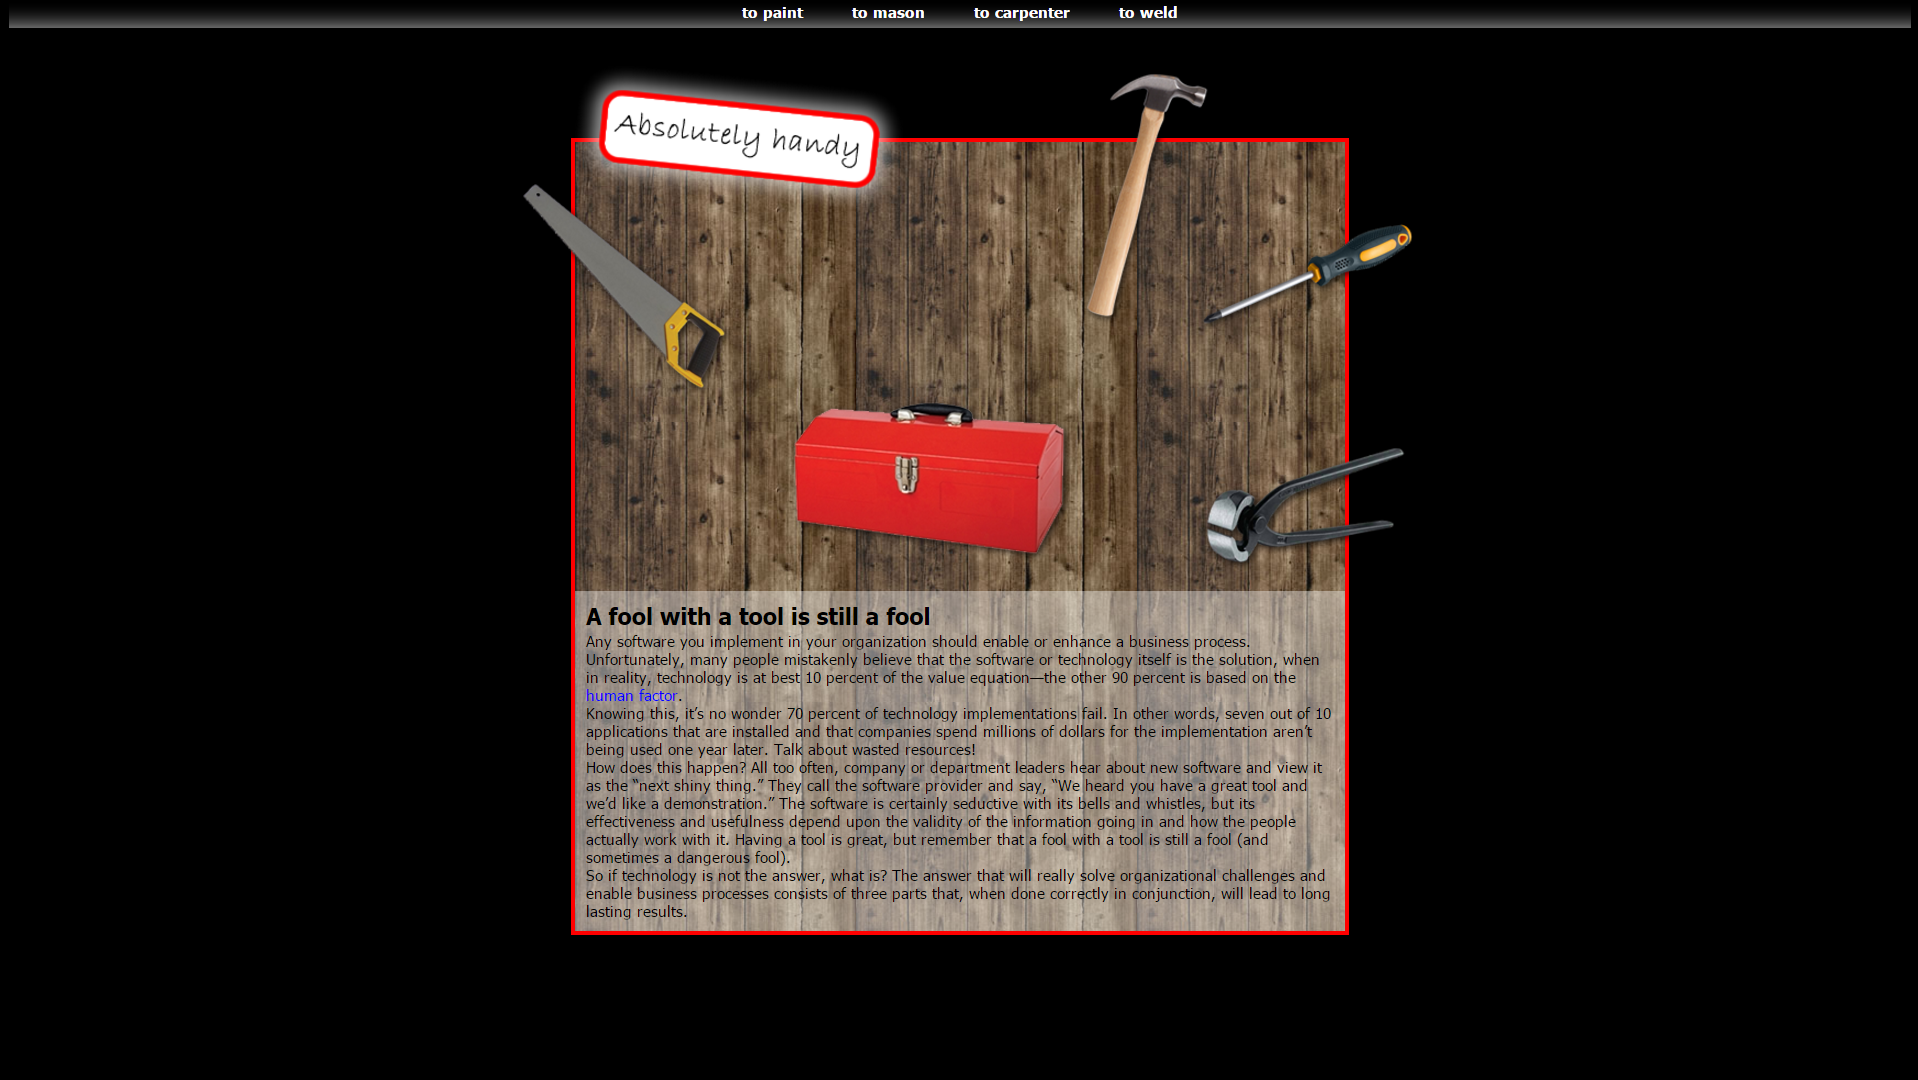 to paint to mason to carpenter to weld
Absolutely handy
A fool with a tool is still a fool
Any software you implement in your organization should enable or enhance a business process.
Unfortunately, many people mistakenly believe that the software or technology itself is the solution, when
in reality, technology is at best 10 percent of the value equation—the other 90 percent is based on the
human factor.
Knowing this, it’s no wonder 70 percent of technology implementations fail. In other words, seven out of 10
applications that are installed and that companies spend millions of dollars for the implementation aren’t
being used one year later. Talk about wasted resources!
How does this happen? All too often, company or department leaders hear about new software and view it
as the “next shiny thing.” They call the software provider and say, “We heard you have a great tool and
we’d like a demonstration.” The software is certainly seductive with its bells and whistles, but its
effectiveness and usefulness depend upon the validity of the information going in and how the people
actually work with it. Having a tool is great, but remember that a fool with a tool is still a fool (and
sometimes a dangerous fool).
So if technology is not the answer, what is? The answer that will really solve organizational challenges and
enable business processes consists of three parts that, when done correctly in conjunction, will lead to long
lasting results.